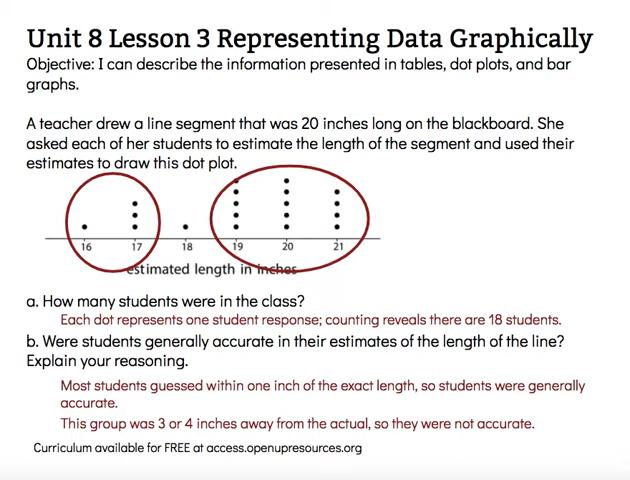 Unit 8 Lesson 3 Representing Data Graphically
Objective: I can describe the information presented in tables, dot plots, and bar
graphs.
A teacher drew a line segment that was 20 inches long on the blackboard. She
asked each of her students to estimate the length of the segment and used their
estimates to draw this dot plot.
16 17 18 19 20 21
estimated length in inches
a. How many students were in the class?
Each dot represents one student response; counting reveals there are 18 students.
b. Were students generally accurate in their estimates of the length of the line?
Explain your reasoning.
Most students guessed within one inch of the exact length, so students were generally
accurate.
This group was 3 or 4 inches away from the actual, so they were not accurate.
Curriculum available for FREE at access.openupresources.org